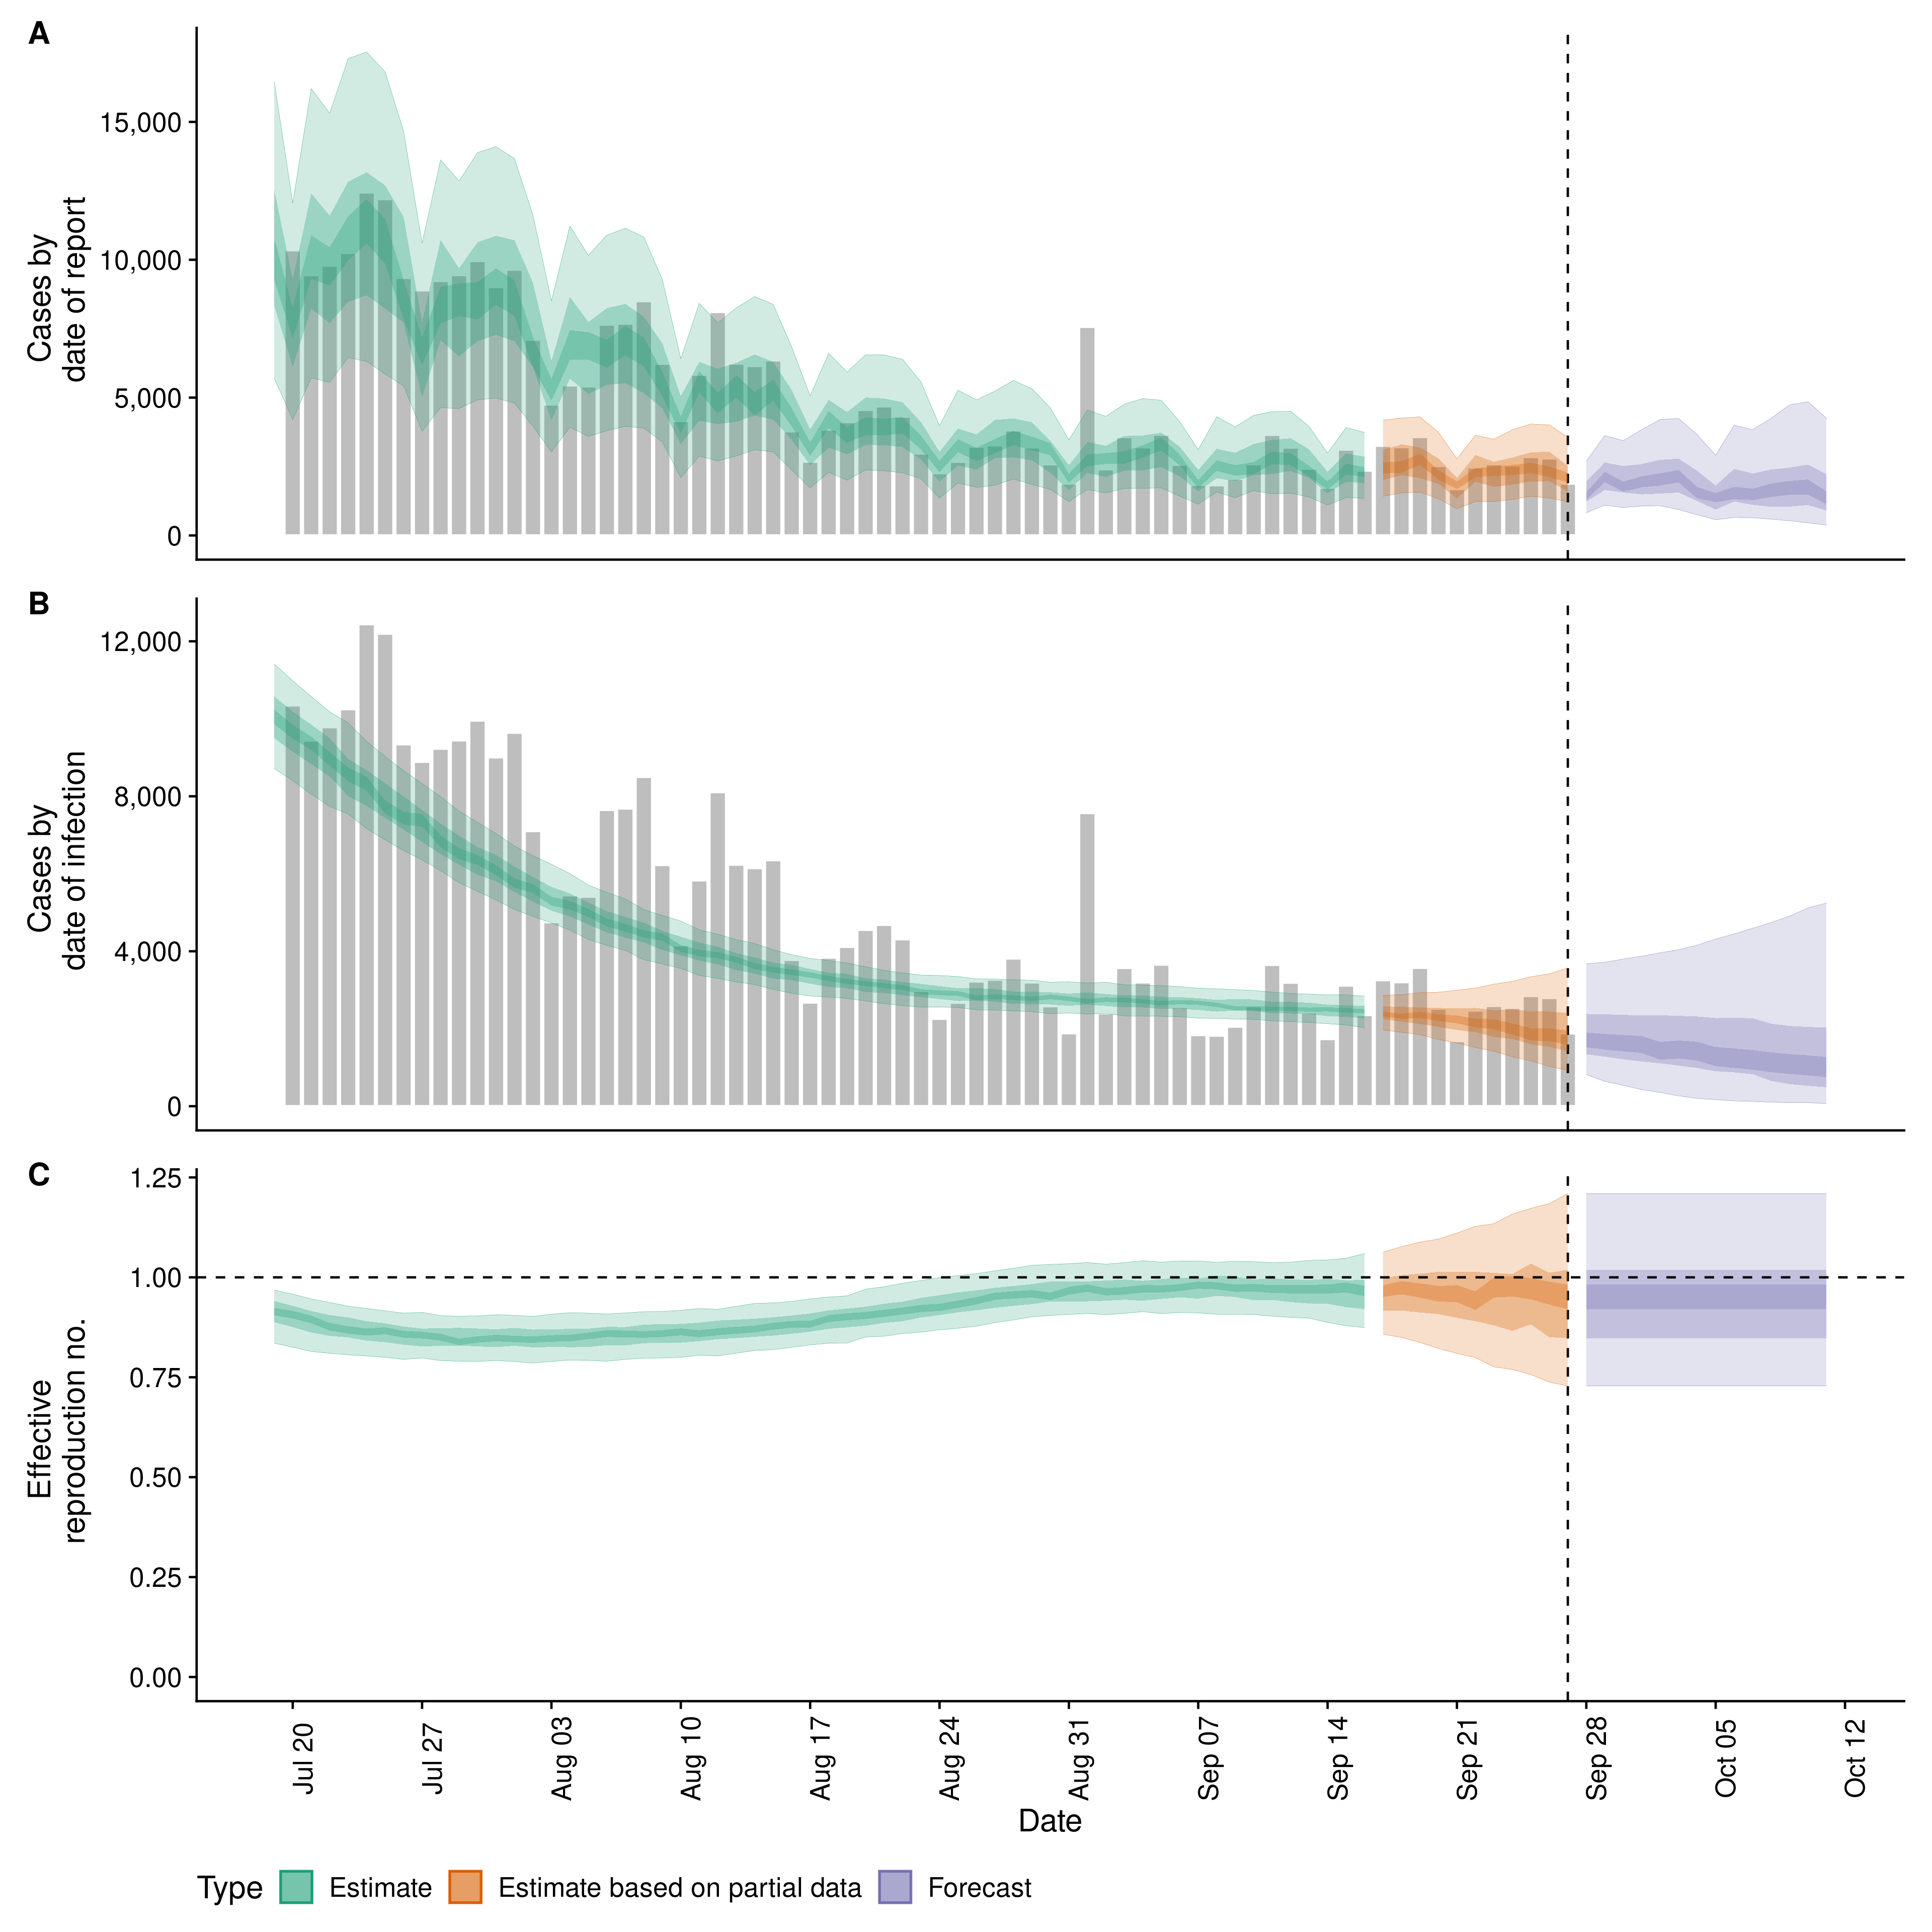 A
Cases by
date of report
15,000
10,000
5,000
0
B
Cases by
date of infection
12,000
8,000
4,000
0
C
Effective
reproduction no.
1.25
1.00
0.75
0.50
0.25
0.00
Jul 20
Jul 27
Aug 03
Aug 10
Aug 17
Aug 24
Aug 31
Sep 07
Sep 14
Sep 21
Sep 28
Oct 05
Oct 12
Date
Type Estimate Estimate based on partial data Forecast